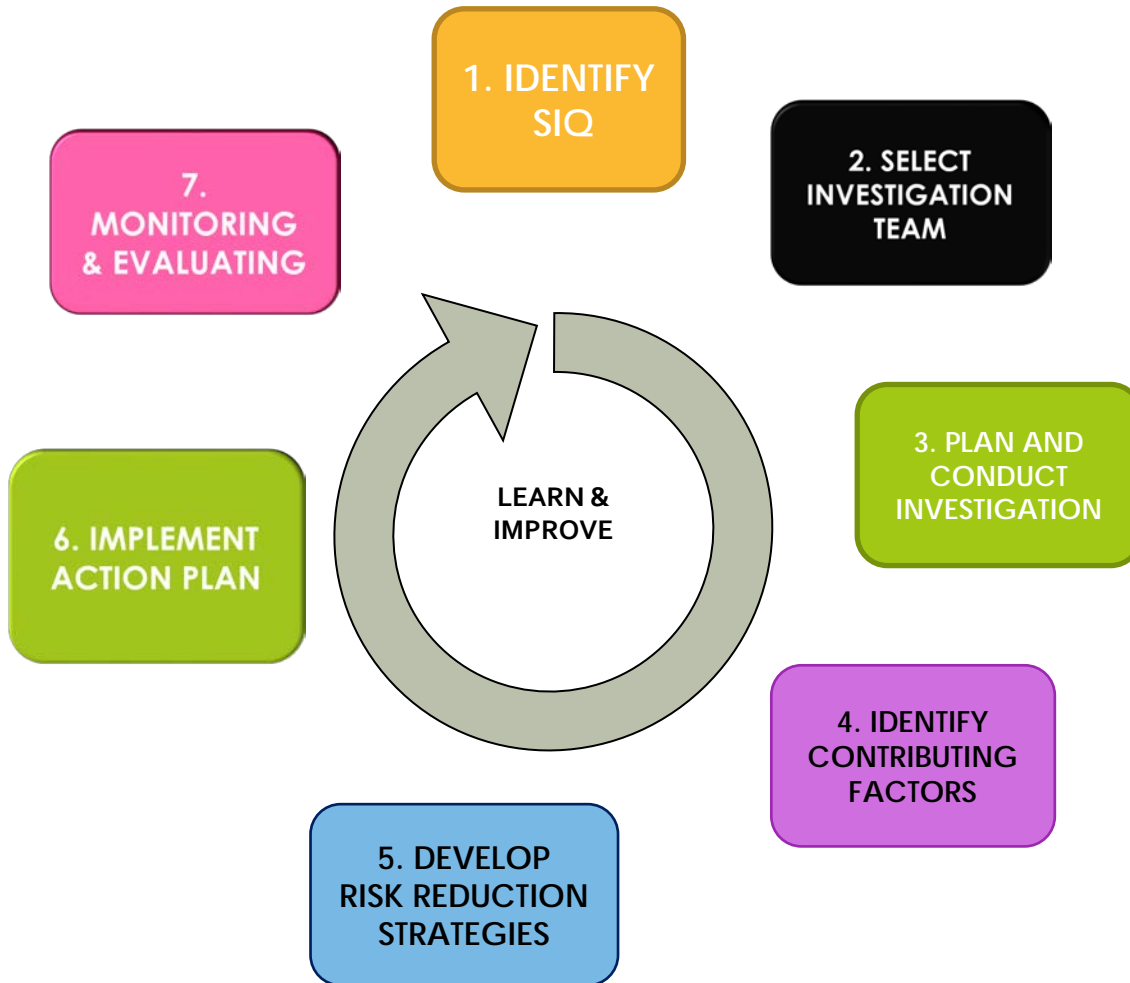 1. IDENTIFY
SIQ
2. SELECT
INVESTIGATION
TEAM
3. PLAN AND
CONDUCT
INVESTIGATION
4. IDENTIFY
CONTRIBUTING
FACTORS
5. DEVELOP
RISK REDUCTION
STRATEGIES
6. IMPLEMENT
ACTION PLAN
7.
MONITORING
& EVALUATING
LEARN &
IMPROVE